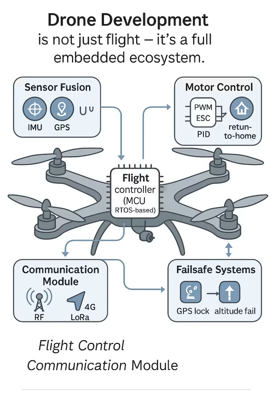 Drone Development
is not just flight – it's a full
embedded ecosystem.
Sensor Fusion
IMU
GPS
Motor Control
PWM
ESC
PID
retun-
to-home
Flight
controller
(MCU
RTOS-based)
Communication
Module
RF
LoRa
4G
Failsafe Systems
GPS lock
altitude fail
Flight Control
Communication Module